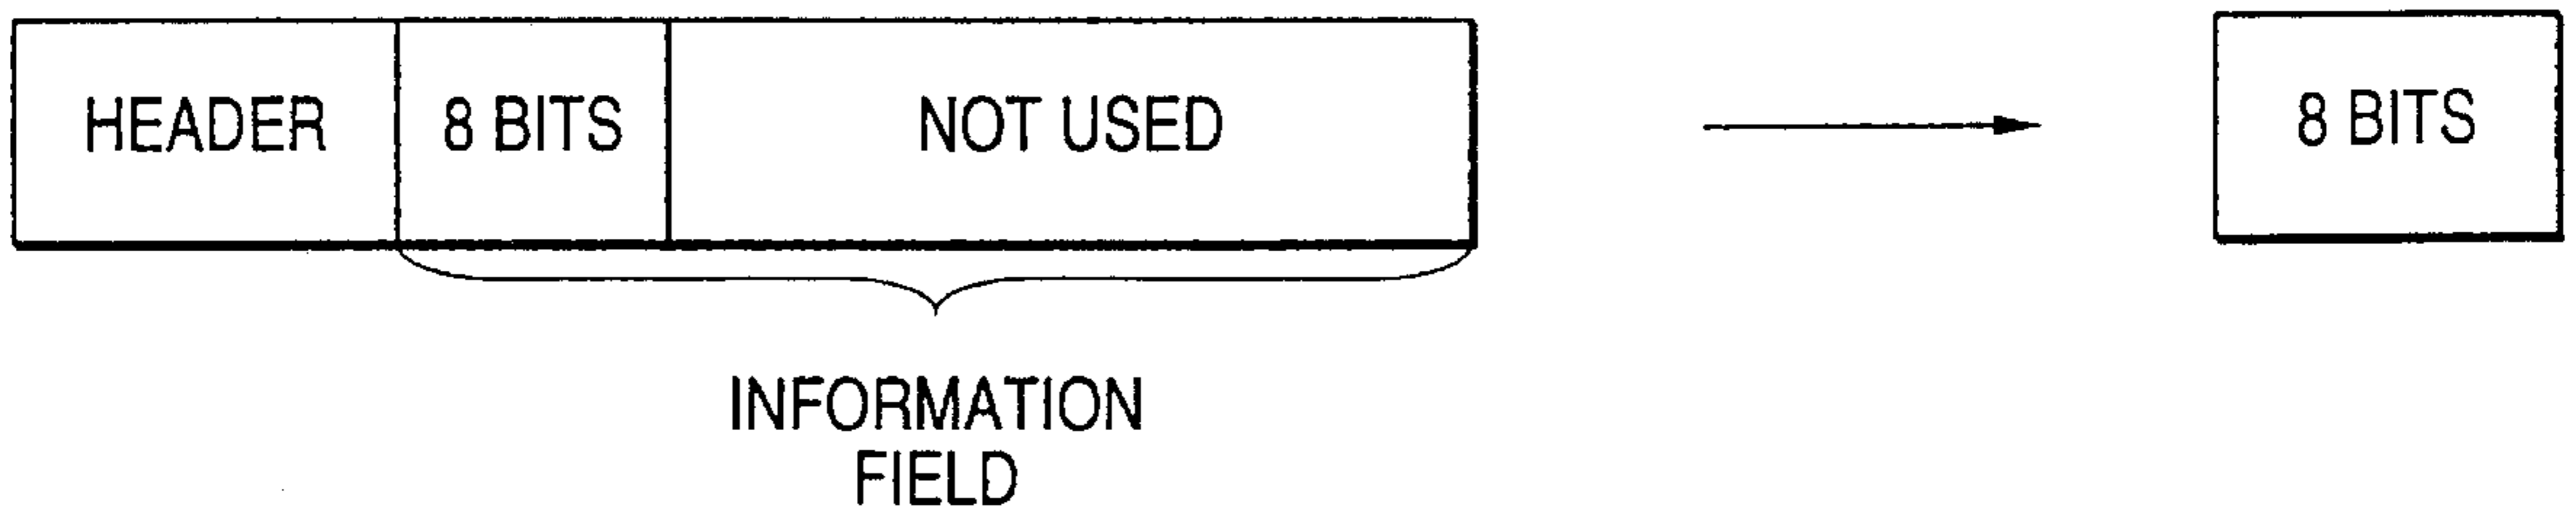 HEADER 8 BITS NOT USED 8 BITS
INFORMATION
FIELD